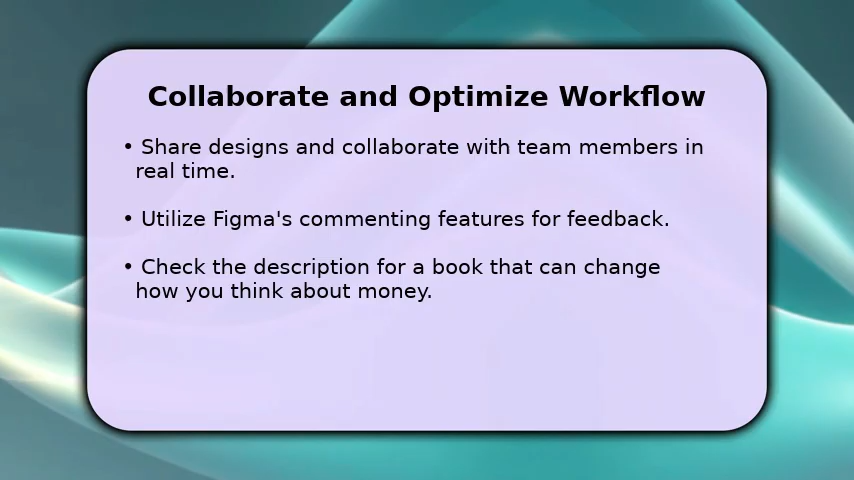 Collaborate and Optimize Workflow
• Share designs and collaborate with team members in
real time.
• Utilize Figma's commenting features for feedback.
• Check the description for a book that can change
how you think about money.